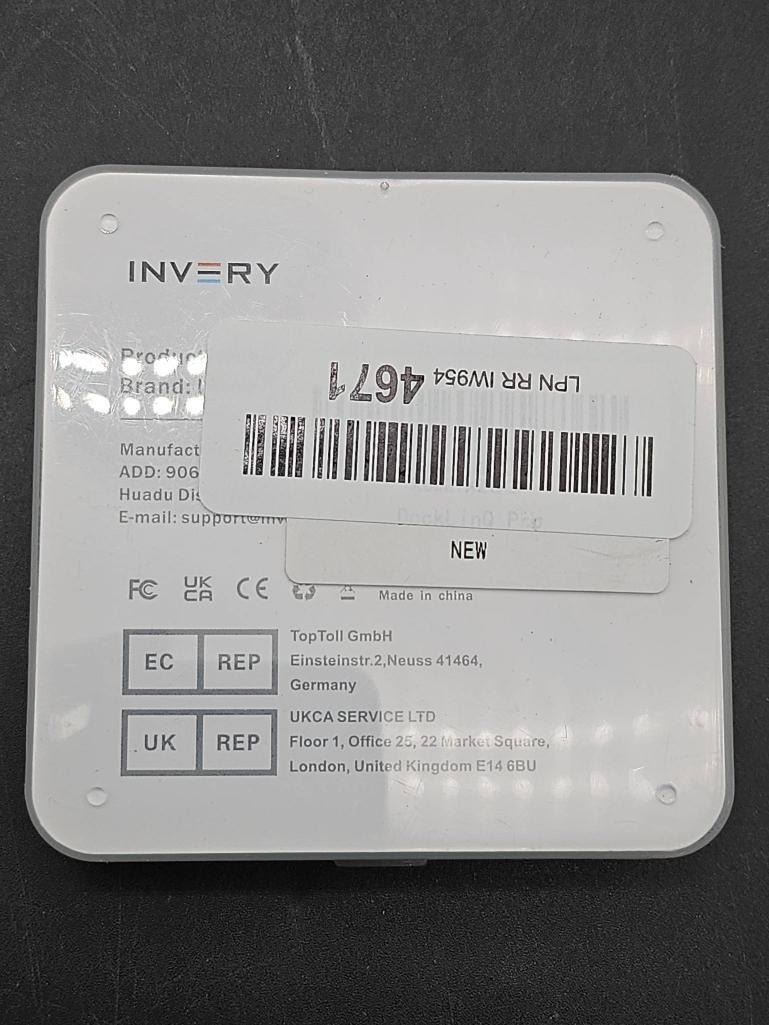 INVERY
Produc
Brand:
LPN RR IW954 4671
Manufact
ADD: 906
Huadu Dis
E-mail: support@inv
NEW
FC UK CA CE
Made in china
EC REP
TopToll GmbH
Einsteinstr.2,Neuss 41464,
Germany
UK REP
UKCA SERVICE LTD
Floor 1, Office 25, 22 Market Square,
London, United Kingdom E14 6BU